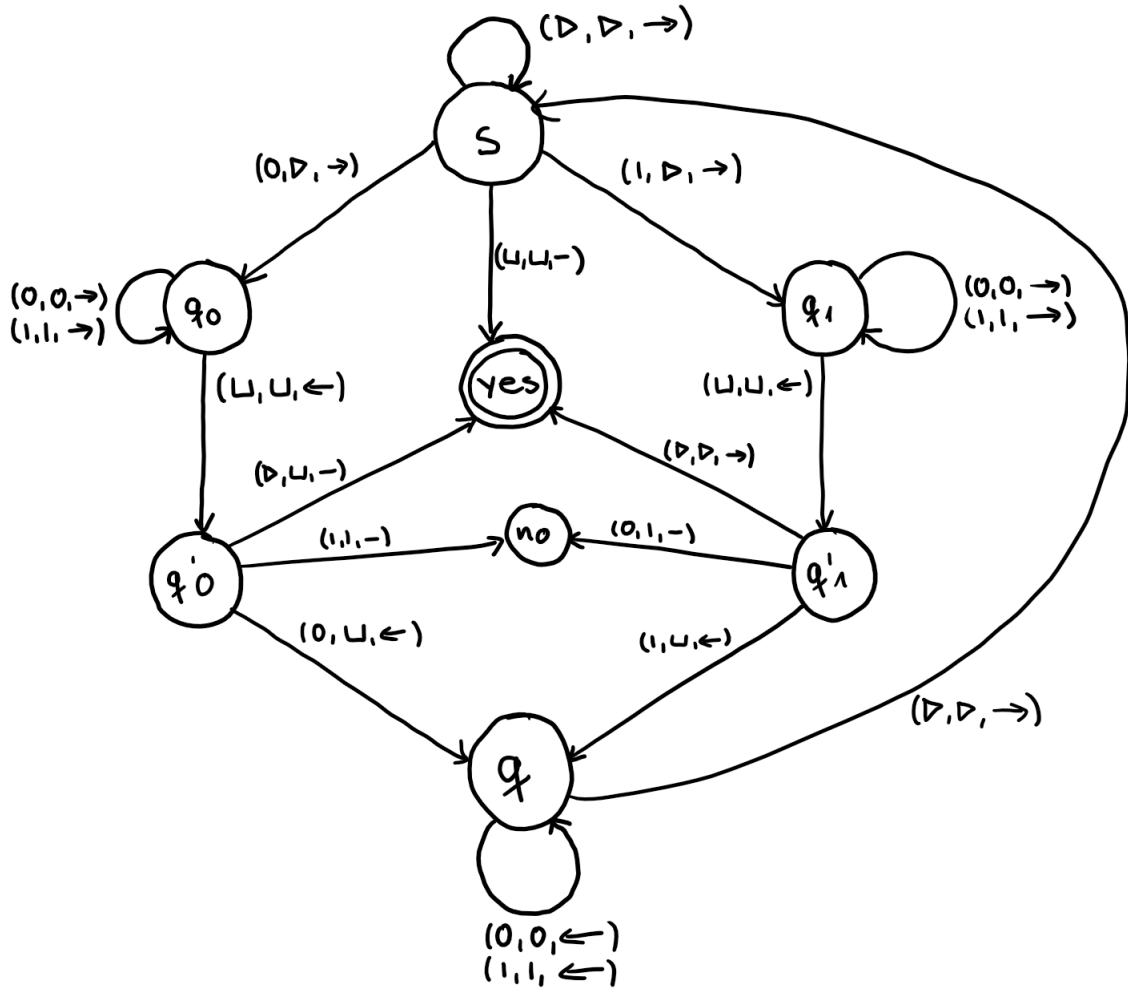 (▷, ▷, →)
S
(0, ▷, →)
(1, ▷, →)
(⊔, ⊔, -)
(0, 0, →)
(1, 1, →)
q0
q1
(0, 0, →)
(1, 1, →)
(⊔, ⊔, ←)
yes
(⊔, ⊔, ←)
(▷, ⊔, -)
(▷, ▷, →)
(1, 1, -)
no
(0, 1, -)
q'0
q'1
(0, ⊔, ←)
(1, ⊔, ←)
(▷, ▷, →)
q
(0, 0, ←)
(1, 1, ←)